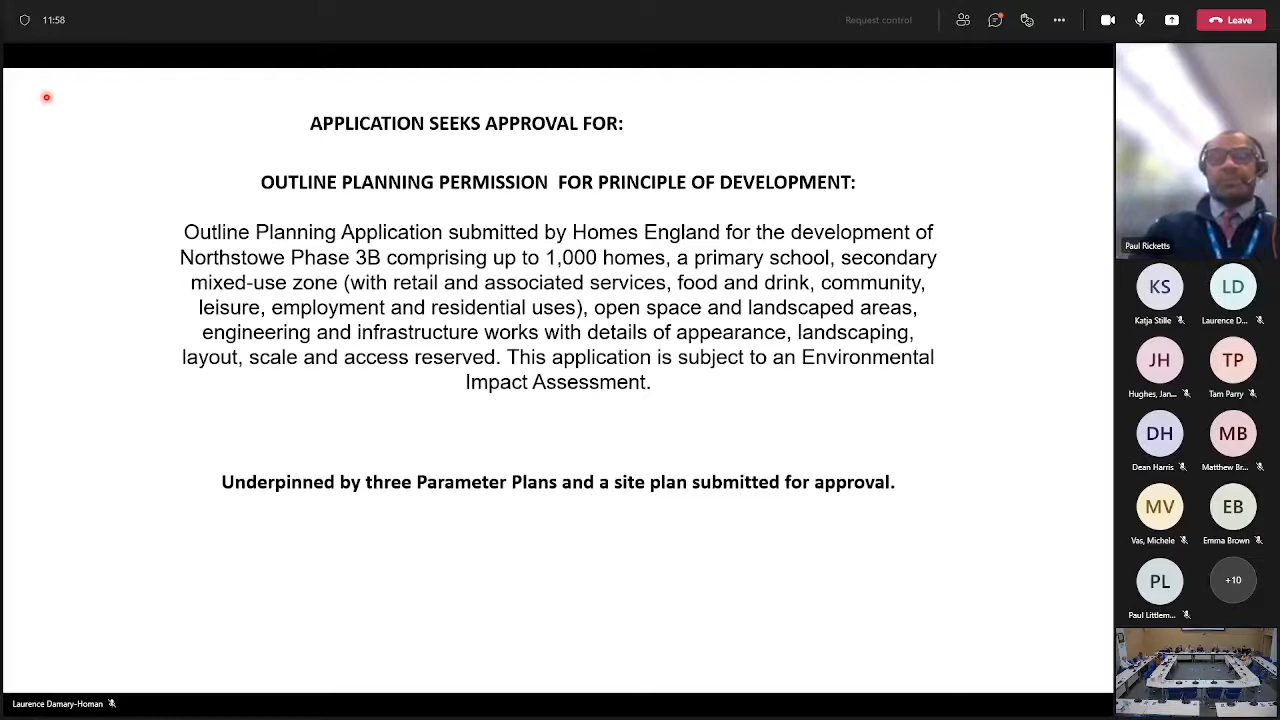 11:58
Request control
Leave
APPLICATION SEEKS APPROVAL FOR:
OUTLINE PLANNING PERMISSION FOR PRINCIPLE OF DEVELOPMENT:
Outline Planning Application submitted by Homes England for the development of
Northstowe Phase 3B comprising up to 1,000 homes, a primary school, secondary
mixed-use zone (with retail and associated services, food and drink, community,
leisure, employment and residential uses), open space and landscaped areas,
engineering and infrastructure works with details of appearance, landscaping,
layout, scale and access reserved. This application is subject to an Environmental
Impact Assessment.
Underpinned by three Parameter Plans and a site plan submitted for approval.
Laurence Damary-Homan
Paul Ricketts
KS
LD
Katja Stille
Laurence D...
JH
TP
Hughes, Jan...
Tam Parry
DH
MB
Dean Harris
Matthew Br...
MV
EB
Vas, Michele
Emma Brown
PL
+10
Paul Littlem...